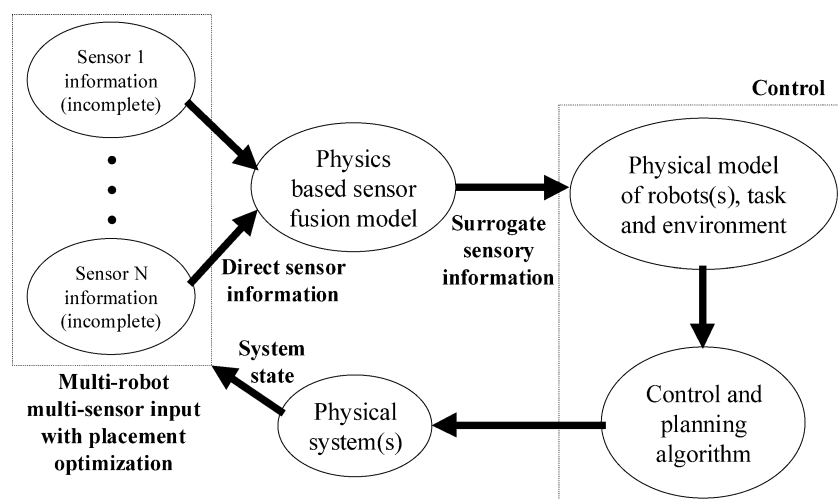 Sensor 1
information
(incomplete)
Sensor N
information
(incomplete)
Multi-robot
multi-sensor input
with placement
optimization
Direct sensor
information
Physics
based sensor
fusion model
Surrogate
sensory
information
Control
Physical model
of robots(s), task
and environment
Control and
planning
algorithm
Physical
system(s)
System
state